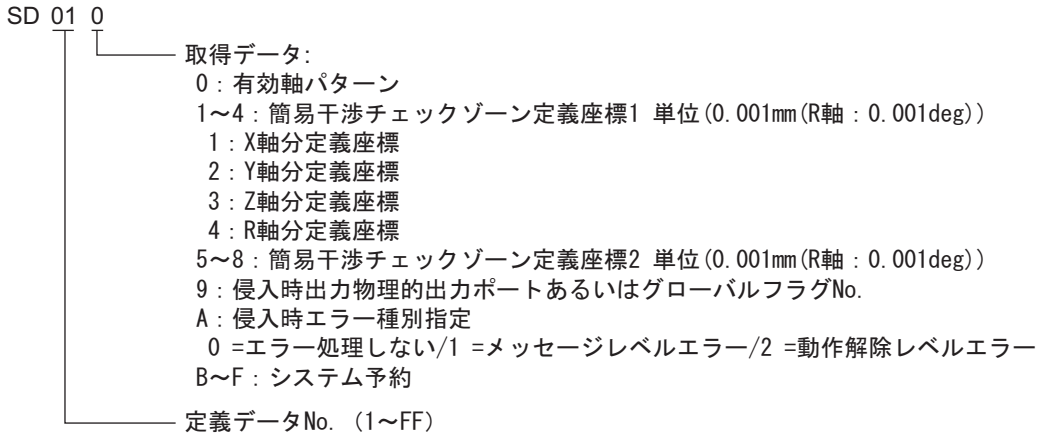 SD 01 0
取得データ:
0：有効軸パターン
1～4：簡易干渉チェックゾーン定義座標1 単位(0.001mm(R軸：0.001deg))
1：X軸分定義座標
2：Y軸分定義座標
3：Z軸分定義座標
4：R軸分定義座標
5～8：簡易干渉チェックゾーン定義座標2 単位(0.001mm(R軸：0.001deg))
9：侵入時出力物理的出力ポートあるいはグローバルフラグNo.
A：侵入時エラー種別指定
0 =エラー処理しない/1 =メッセージレベルエラー/2 =動作解除レベルエラー
B～F：システム予約
定義データNo. (1～FF)